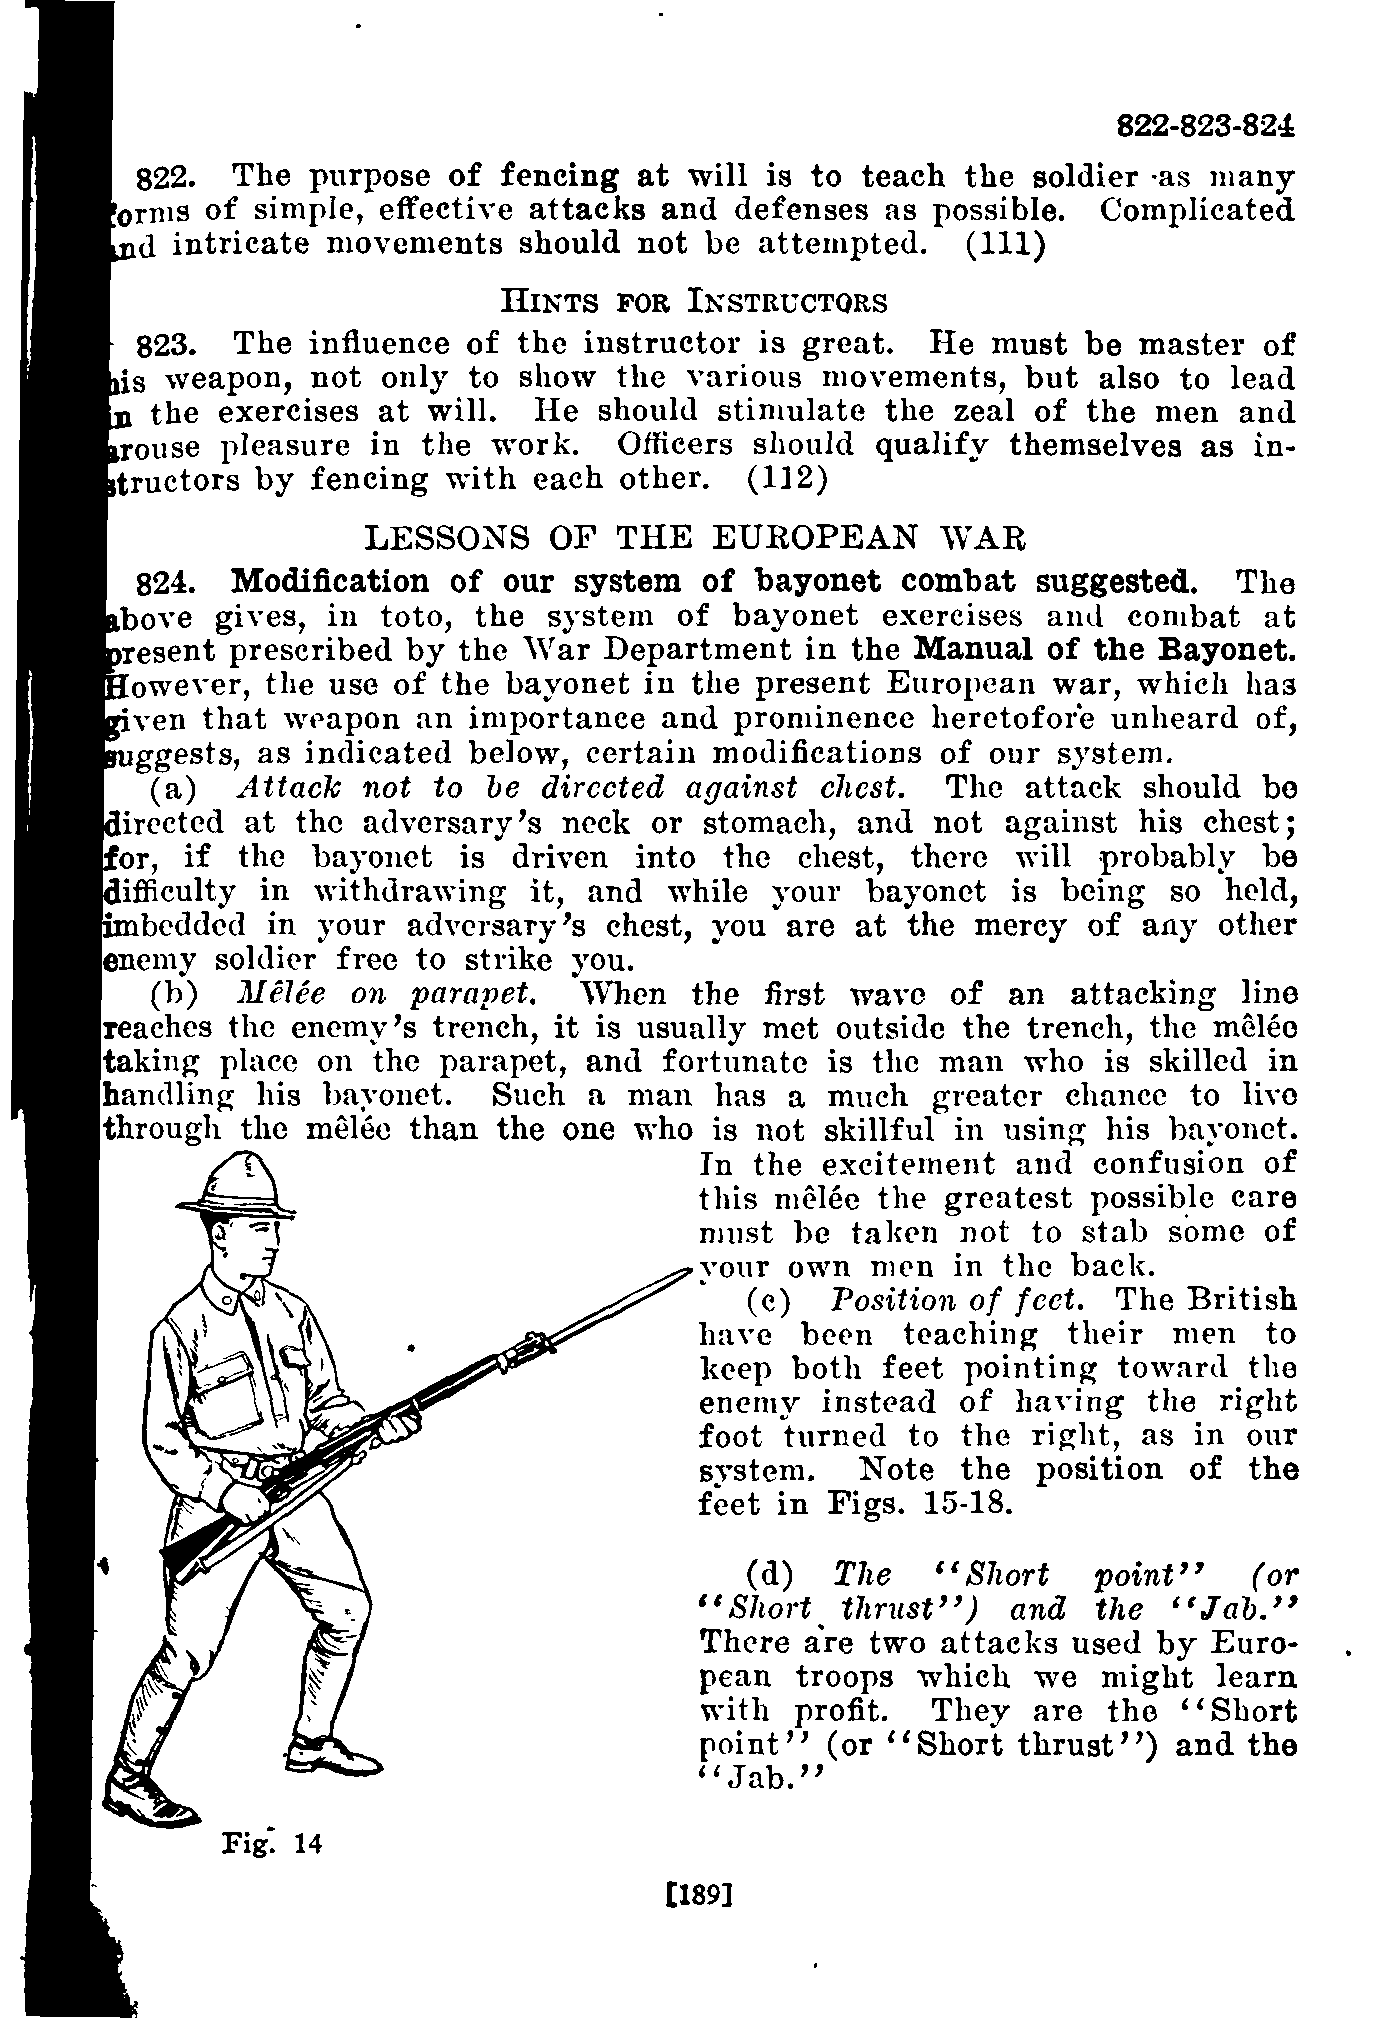 822-823-824
822. The purpose of fencing at will is to teach the soldier as many
forms of simple, effective attacks and defenses as possible. Complicated
and intricate movements should not be attempted. (111)
HINTS FOR INSTRUCTORS
823. The influence of the instructor is great. He must be master of
his weapon, not only to show the various movements, but also to lead
in the exercises at will. He should stimulate the zeal of the men and
arouse pleasure in the work. Officers should qualify themselves as in-
structors by fencing with each other. (112)
LESSONS OF THE EUROPEAN WAR
824. Modification of our system of bayonet combat suggested. The
above gives, in toto, the system of bayonet exercises and combat at
present prescribed by the War Department in the Manual of the Bayonet.
However, the use of the bayonet in the present European war, which has
given that weapon an importance and prominence heretofore unheard of,
suggests, as indicated below, certain modifications of our system.
(a) Attack not to be directed against chest. The attack should be
directed at the adversary's neck or stomach, and not against his chest;
for, if the bayonet is driven into the chest, there will probably be
difficulty in withdrawing it, and while your bayonet is being so held,
imbedded in your adversary's chest, you are at the mercy of any other
enemy soldier free to strike you.
(b) Mêlée on parapet. When the first wave of an attacking line
reaches the enemy's trench, it is usually met outside the trench, the mêlée
taking place on the parapet, and fortunate is the man who is skilled in
handling his bayonet. Such a man has a much greater chance to live
through the mêlée than the one who is not skillful in using his bayonet.
In the excitement and confusion of
this mêlée the greatest possible care
must be taken not to stab some of
your own men in the back.
(c) Position of feet. The British
have been teaching their men to
keep both feet pointing toward the
enemy instead of having the right
foot turned to the right, as in our
system. Note the position of the
feet in Figs. 15-18.
(d) The "Short point" (or
"Short thrust") and the "Jab."
There are two attacks used by Euro-
pean troops which we might learn
with profit. They are the "Short
point" (or "Short thrust") and the
"Jab."
Fig. 14
[189]